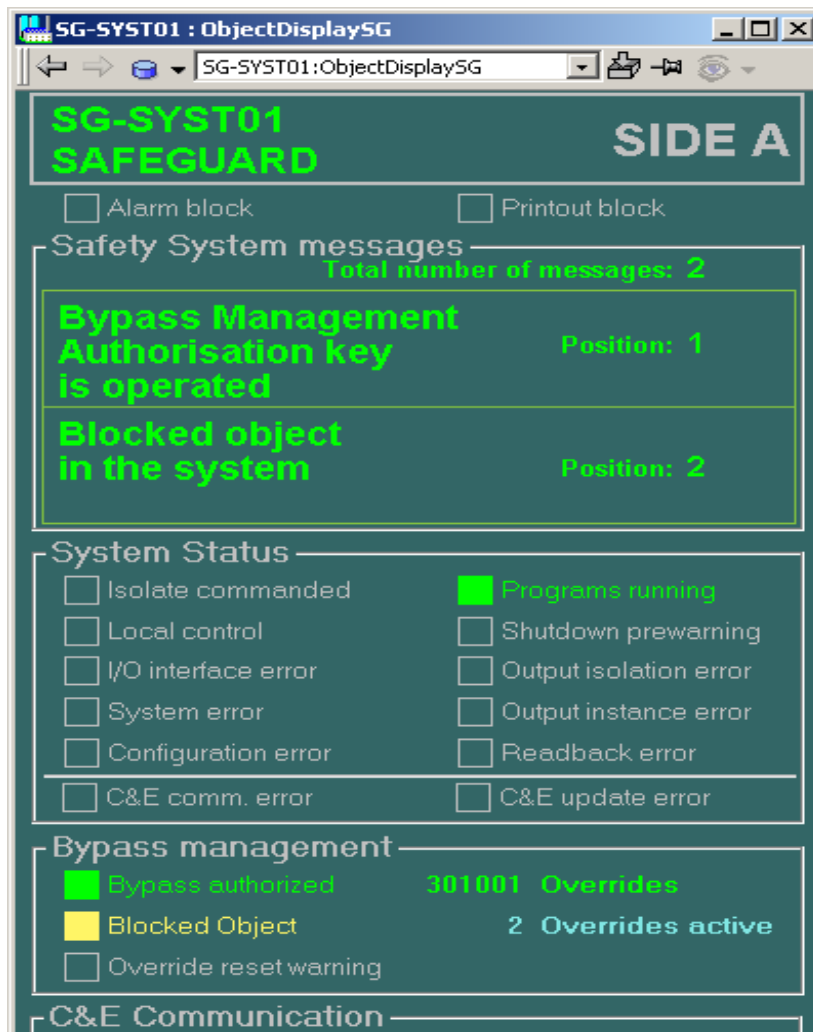 SG-SYST01 : ObjectDisplaySG
SG-SYST01:ObjectDisplaySG
SG-SYST01
SAFEGUARD
SIDE A
Alarm block
Printout block
Safety System messages
Total number of messages: 2
Bypass Management
Authorisation key
is operated
Position: 1
Blocked object
in the system
Position: 2
System Status
Isolate commanded
Programs running
Local control
Shutdown prewarning
I/O interface error
Output isolation error
System error
Output instance error
Configuration error
Readback error
C&E comm. error
C&E update error
Bypass management
Bypass authorized
301001 Overrides
Blocked Object
2 Overrides active
Override reset warning
C&E Communication